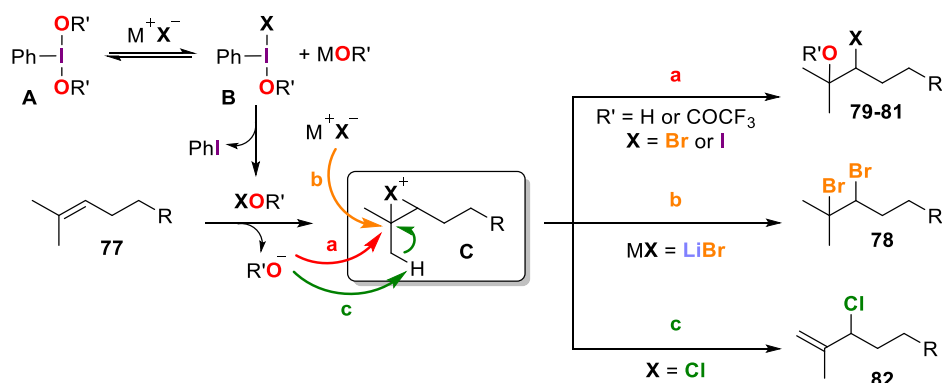 OR'
Ph I
OR'
A
M⁺X⁻
X
Ph I
OR'
B
+ MOR'
PhI
M⁺X⁻
b
XOR'
R
77
R'O⁻
a
c
X⁺
R
H
C
a
R' = H or COCF₃
X = Br or I
R'O
X
R
79-81
b
MX = LiBr
Br
Br
R
78
c
X = Cl
Cl
R
82